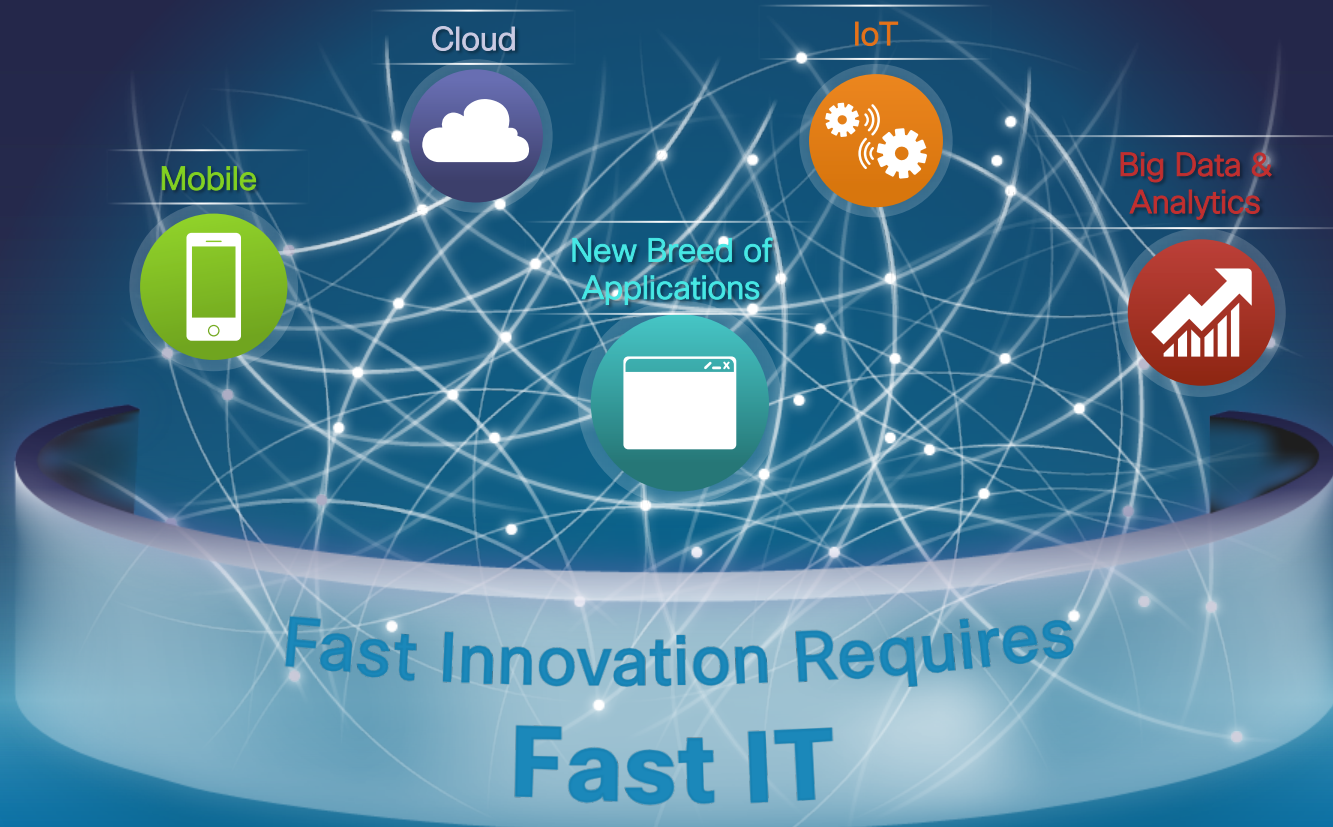 Cloud
IoT
Mobile
Big Data &
Analytics
New Breed of
Applications
Fast Innovation Requires
Fast IT